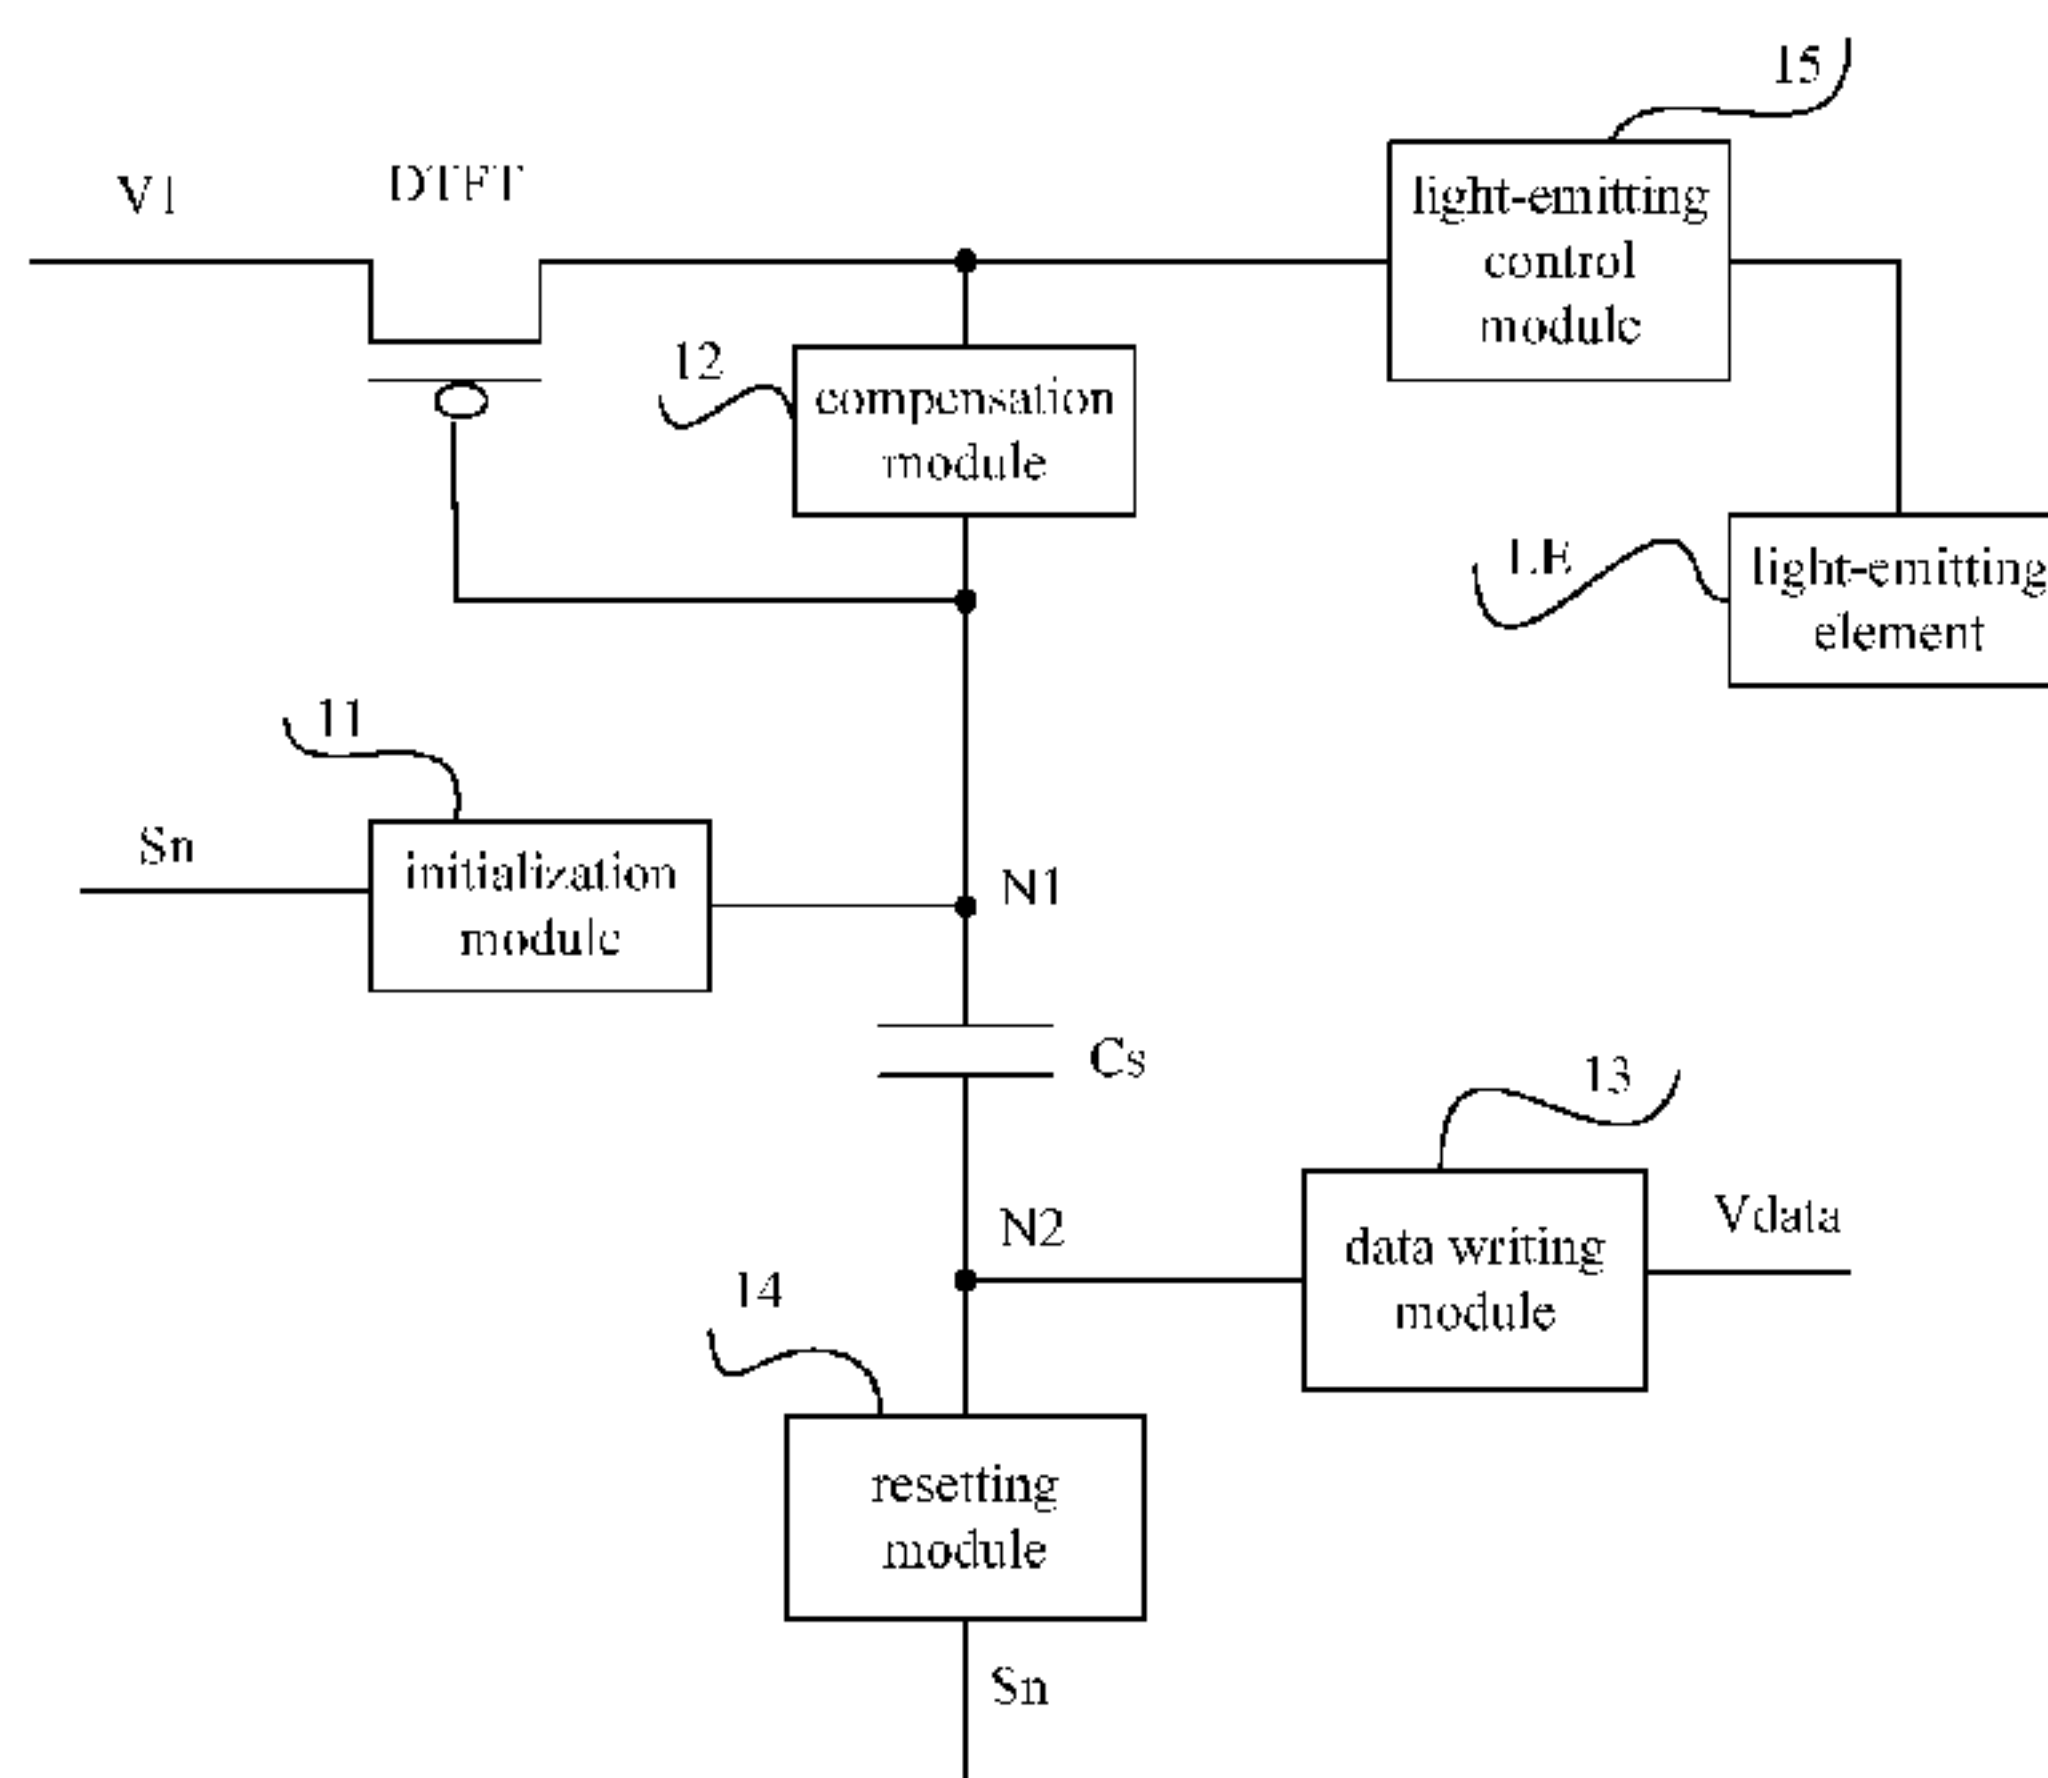 15
V1
DTFT
light-emitting
control
module
12
compensation
module
LE
light-emitting
element
11
Sn
initialization
module
N1
Cs
13
N2
Vdata
data writing
module
14
resetting
module
Sn